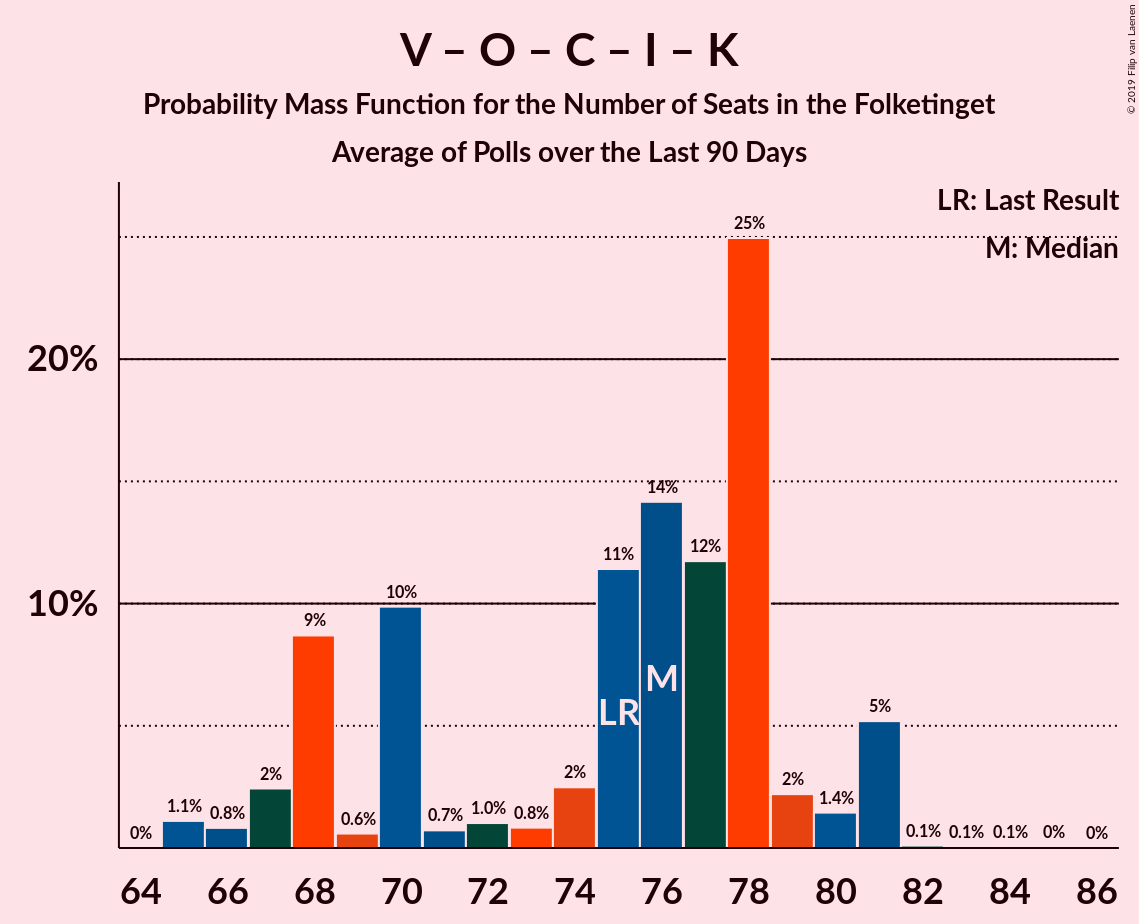 V – O – C – I – K
Probability Mass Function for the Number of Seats in the Folketinget
Average of Polls over the Last 90 Days
© 2019 Filip van Laenen
LR: Last Result
M: Median
20%
10%
0%
1.1%
0.8%
2%
9%
0.6%
10%
0.7%
1.0%
0.8%
2%
11%
14%
12%
25%
2%
1.4%
5%
0.1%
0.1%
0.1%
0%
0%
LR
M
64 66 68 70 72 74 76 78 80 82 84 86